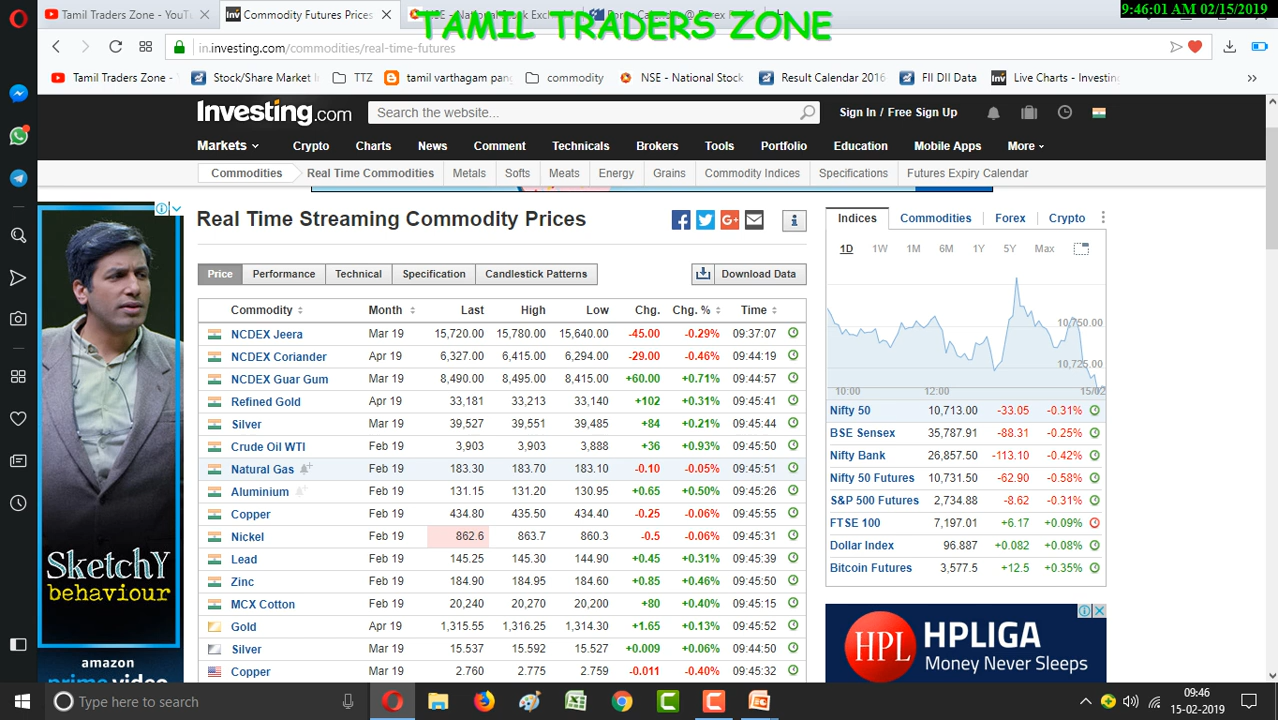 9:46:01 AM 02/15/2019
Tamil Traders Zone - YouT
Commodity Futures Prices
TAMIL TRADERS ZONE
in.investing.com/commodities/real-time-futures
Tamil Traders Zone -
Stock/Share Market I
TTZ
tamil varthagam pan
commodity
NSE - National Stock
Result Calendar 2016
FII DII Data
Live Charts - Investin
Investing.com
Search the website...
Sign In / Free Sign Up
Markets Crypto Charts News Comment Technicals Brokers Tools Portfolio Education Mobile Apps More
Commodities Real Time Commodities Metals Softs Meats Energy Grains Commodity Indices Specifications Futures Expiry Calendar
Real Time Streaming Commodity Prices
Price Performance Technical Specification Candlestick Patterns Download Data
Commodity Month Last High Low Chg. Chg. % Time
NCDEX Jeera Mar 19 15,720.00 15,780.00 15,640.00 -45.00 -0.29% 09:37:07
NCDEX Coriander Apr 19 6,327.00 6,415.00 6,294.00 -29.00 -0.46% 09:44:19
NCDEX Guar Gum Mar 19 8,490.00 8,495.00 8,415.00 +60.00 +0.71% 09:44:57
Refined Gold Apr 19 33,181 33,213 33,140 +102 +0.31% 09:45:41
Silver Mar 19 39,527 39,551 39,485 +84 +0.21% 09:45:44
Crude Oil WTI Feb 19 3,903 3,903 3,888 +36 +0.93% 09:45:50
Natural Gas Feb 19 183.30 183.70 183.10 -0.10 -0.05% 09:45:51
Aluminium Feb 19 131.15 131.20 130.95 +0.65 +0.50% 09:45:26
Copper Feb 19 434.80 435.50 434.40 -0.25 -0.06% 09:45:55
Nickel Feb 19 862.6 863.7 860.3 -0.5 -0.06% 09:45:31
Lead Feb 19 145.25 145.30 144.90 +0.45 +0.31% 09:45:39
Zinc Feb 19 184.90 184.95 184.60 +0.85 +0.46% 09:45:50
MCX Cotton Feb 19 20,240 20,270 20,200 +80 +0.40% 09:45:15
Gold Apr 19 1,315.55 1,316.25 1,314.30 +1.65 +0.13% 09:45:52
Silver Mar 19 15.537 15.592 15.527 +0.009 +0.06% 09:44:50
Copper Mar 19 2.760 2.775 2.759 -0.011 -0.40% 09:45:32
Indices Commodities Forex Crypto
1D 1W 1M 6M 1Y 5Y Max
10,750.00
10,725.00
10:00 12:00 15/02
Nifty 50 10,713.00 -33.05 -0.31%
BSE Sensex 35,787.91 -88.31 -0.25%
Nifty Bank 26,857.50 -113.10 -0.42%
Nifty 50 Futures 10,731.50 -62.90 -0.58%
S&P 500 Futures 2,734.88 -8.62 -0.31%
FTSE 100 7,197.01 +6.17 +0.09%
Dollar Index 96.887 +0.082 +0.08%
Bitcoin Futures 3,577.5 +12.5 +0.35%
HPL
HPLIGA
Money Never Sleeps
SKetchY
behaviour
amazon
prime video
Type here to search
09:46
15-02-2019